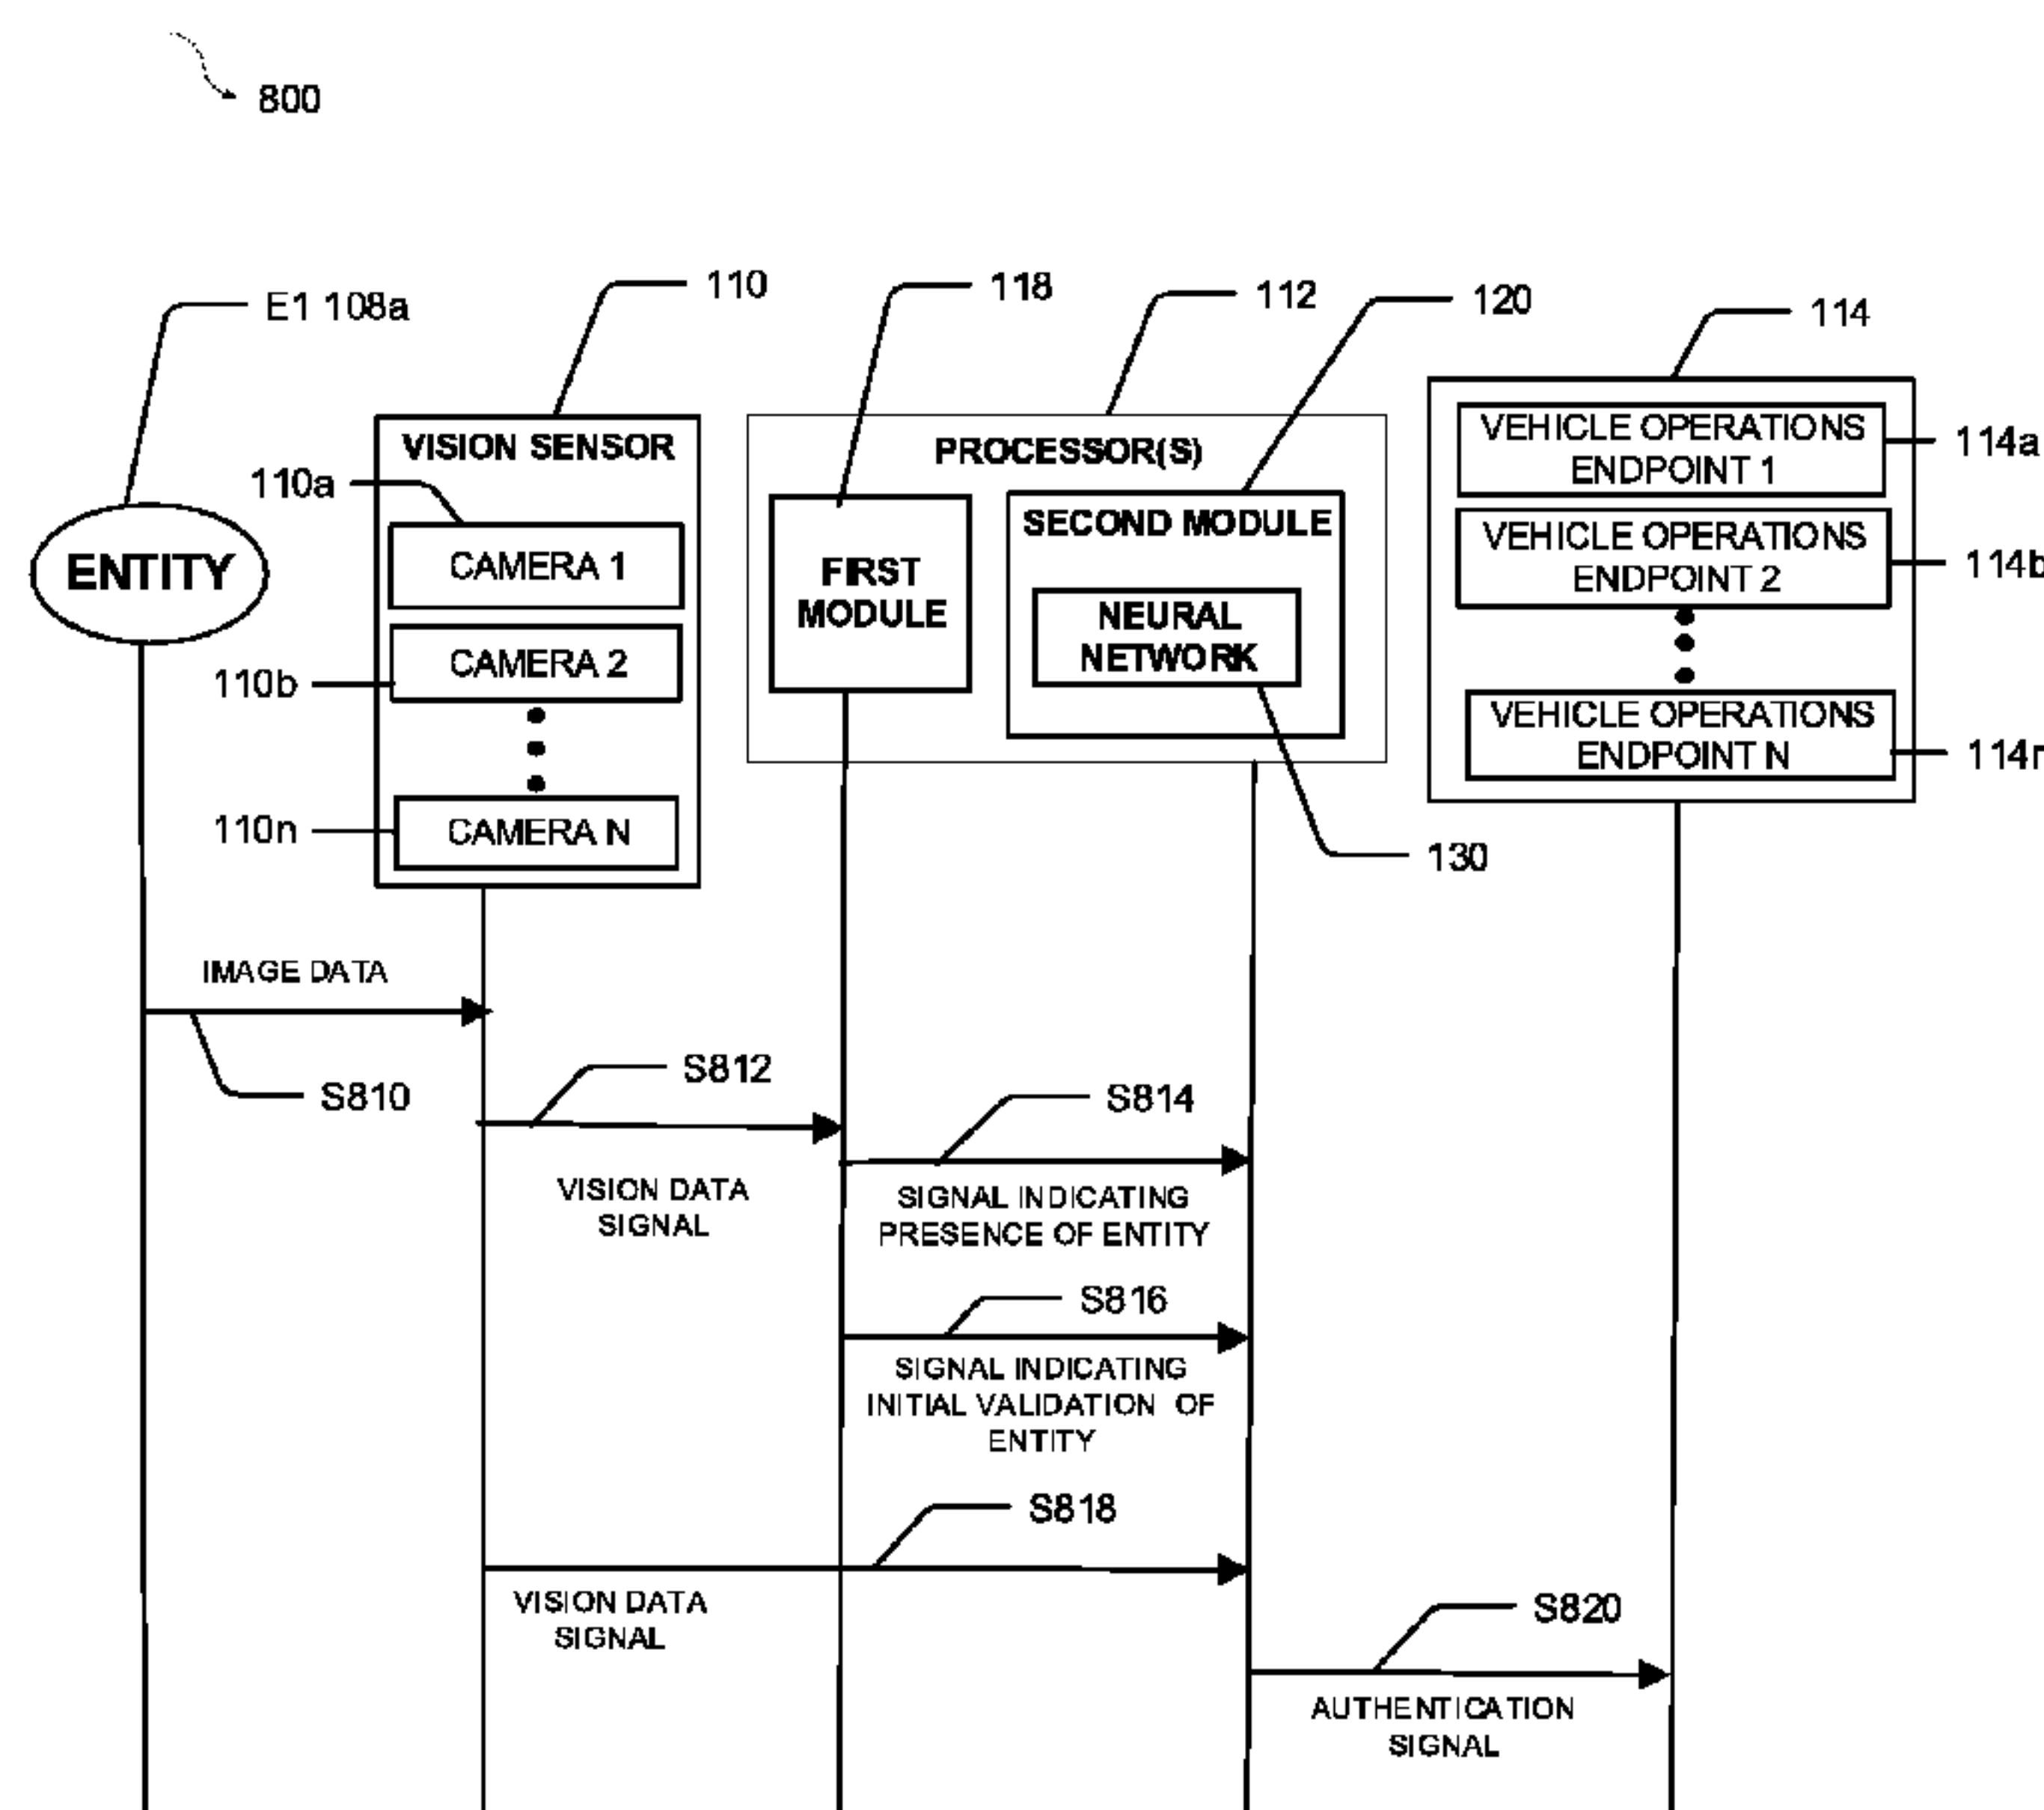 800
E1 108a
110
118
112
120
114
VISION SENSOR
110a
CAMERA 1
110b
CAMERA 2
110n
CAMERA N
ENTITY
PROCESSOR(S)
FIRST
MODULE
SECOND MODULE
NEURAL
NETWORK
130
VEHICLE OPERATIONS
ENDPOINT 1
114a
VEHICLE OPERATIONS
ENDPOINT 2
114b
VEHICLE OPERATIONS
ENDPOINT N
114n
IMAGE DATA
S810
S812
VISION DATA
SIGNAL
S814
SIGNAL INDICATING
PRESENCE OF ENTITY
S816
SIGNAL INDICATING
INITIAL VALIDATION OF
ENTITY
S818
VISION DATA
SIGNAL
S820
AUTHENTICATION
SIGNAL